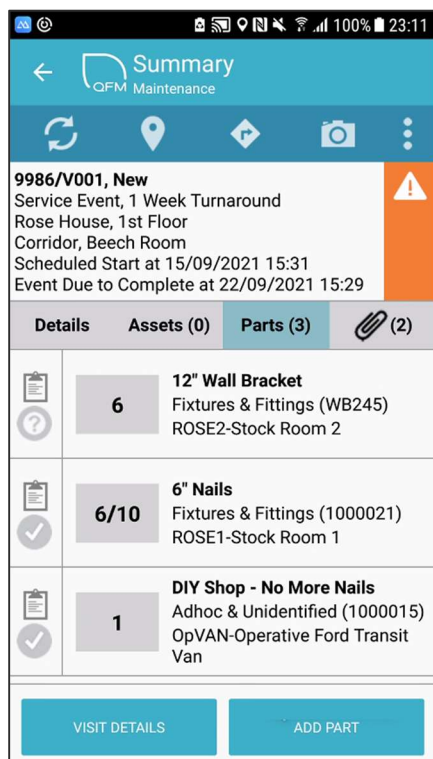 100% 23:11
Summary
QFM Maintenance
9986/V001, New
Service Event, 1 Week Turnaround
Rose House, 1st Floor
Corridor, Beech Room
Scheduled Start at 15/09/2021 15:31
Event Due to Complete at 22/09/2021 15:29
Details Assets (0) Parts (3) (2)
12" Wall Bracket
6 Fixtures & Fittings (WB245)
ROSE2-Stock Room 2
6" Nails
6/10 Fixtures & Fittings (1000021)
ROSE1-Stock Room 1
DIY Shop - No More Nails
1 Adhoc & Unidentified (1000015)
OpVAN-Operative Ford Transit
Van
VISIT DETAILS ADD PART